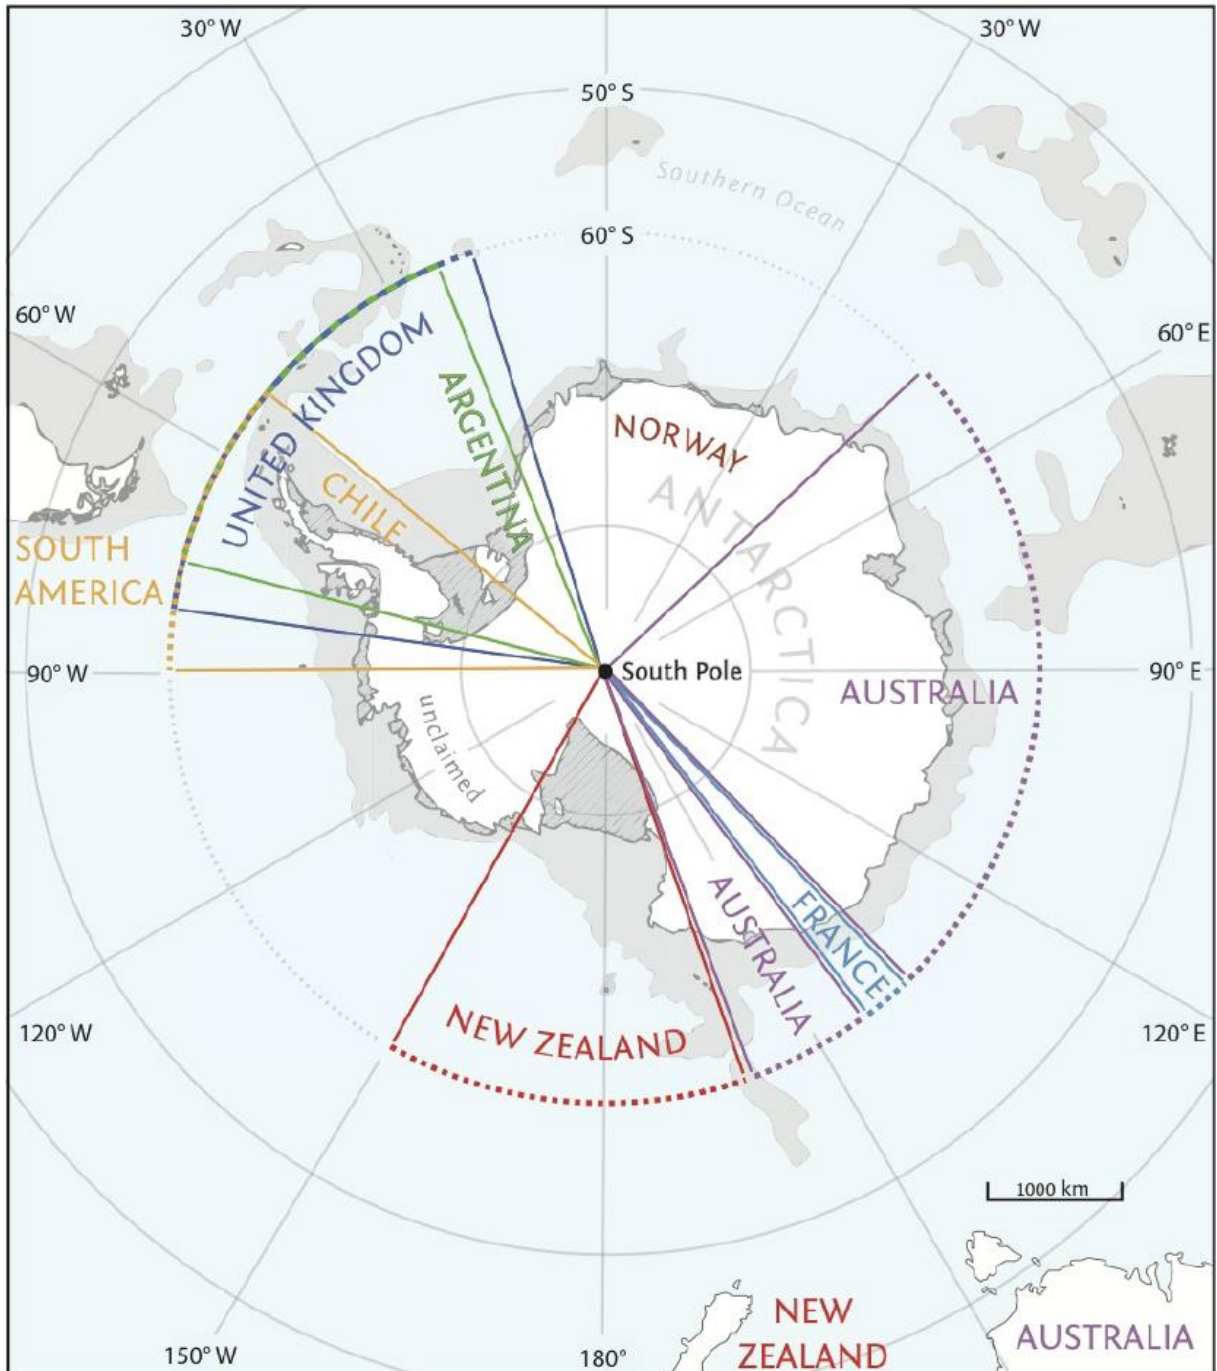 30° W
30° W
50° S
Southern Ocean
60° S
60° W
60° E
UNITED KINGDOM
ARGENTINA
NORWAY
CHILE
ANTARCTICA
SOUTH
AMERICA
90° W
South Pole
90° E
AUSTRALIA
unclaimed
FRANCE
AUSTRALIA
NEW ZEALAND
120° W
120° E
1000 km
NEW
ZEALAND
AUSTRALIA
150° W
180°